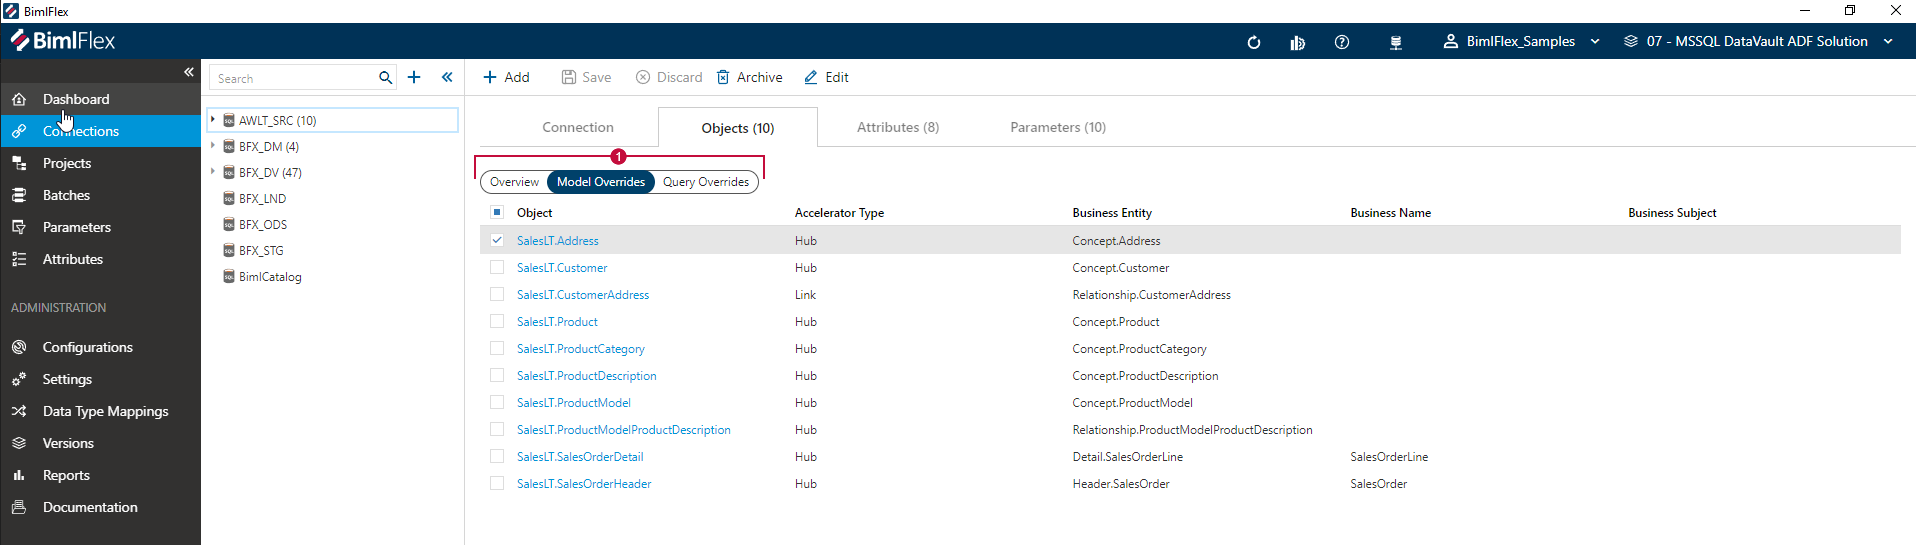 BimlFlex
BimlFlex
BimlFlex_Samples
07 - MSSQL DataVault ADF Solution
Dashboard
Connections
Projects
Batches
Parameters
Attributes
ADMINISTRATION
Configurations
Settings
Data Type Mappings
Versions
Reports
Documentation
Search
AWLT_SRC (10)
BFX_DM (4)
BFX_DV (47)
BFX_LND
BFX_ODS
BFX_STG
BimlCatalog
Add Save Discard Archive Edit
Connection Objects (10) Attributes (8) Parameters (10)
1
Overview Model Overrides Query Overrides
Object Accelerator Type Business Entity Business Name Business Subject
SalesLT.Address Hub Concept.Address
SalesLT.Customer Hub Concept.Customer
SalesLT.CustomerAddress Link Relationship.CustomerAddress
SalesLT.Product Hub Concept.Product
SalesLT.ProductCategory Hub Concept.ProductCategory
SalesLT.ProductDescription Hub Concept.ProductDescription
SalesLT.ProductModel Hub Concept.ProductModel
SalesLT.ProductModelProductDescription Hub Relationship.ProductModelProductDescription
SalesLT.SalesOrderDetail Hub Detail.SalesOrderLine SalesOrderLine
SalesLT.SalesOrderHeader Hub Header.SalesOrder SalesOrder